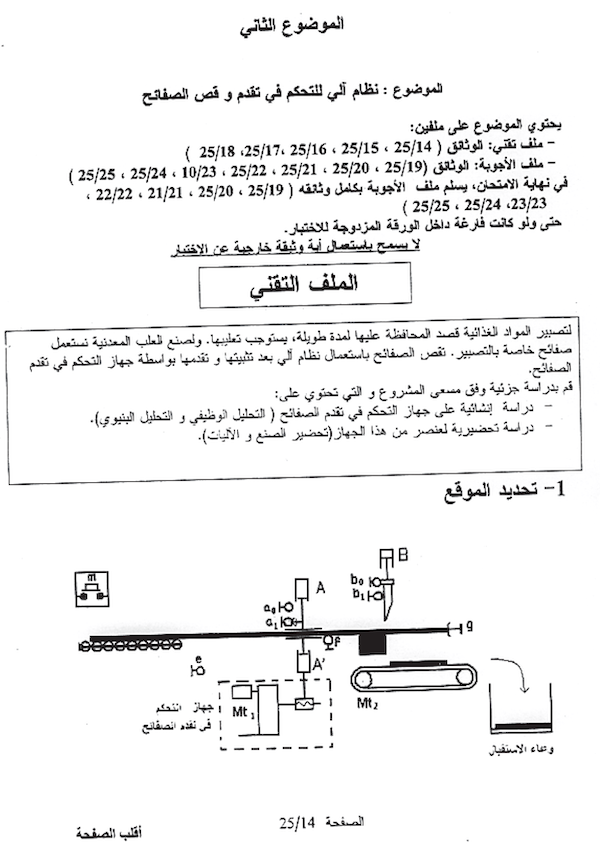 الموضوع الثاني
الموضوع : نظام آلي للتحكم في تقدم و قص الصفائح
يحتوي الموضوع على ملفين:
– ملف تقني: الوثائق ( 25/14 ، 25/15 ، 25/16 ،25/17، 25/18 )
– ملف الأجوبة: الوثائق (25/19 ، 25/20 ، 25/21 ، 25/22 ، 10/23 ، 25/24 ، 25/25 )
في نهاية الامتحان، يسلم ملف الأجوبة بكامل وثائقه ( 25/19 ، 25/20 ، 21/21 ، 22/22 ،
23/23، 25/24 ، 25/25 )
حتى ولو كانت فارغة داخل الورقة المزدوجة للاختبار.
لا يسمح باستعمال أية وثيقة خارجية عن الاختبار
الملف التقني
لتصبير المواد الغذائية قصد المحافظة عليها لمدة طويلة، يستوجب تعليبها. ولصنع العلب المعدنية نستعمل
صفائح خاصة بالتصبير. تقص الصفائح باستعمال نظام آلي بعد تثبيتها و تقدمها بواسطة جهاز التحكم في تقدم
الصفائح.
قم بدراسة جزئية وفق مسعى المشروع و التي تحتوي على:
– دراسة إنشائية على جهاز التحكم في تقدم الصفائح ( التحليل الوظيفي و التحليل البنيوي).
– دراسة تحضيرية لعنصر من هذا الجهاز(تحضير الصنع و الآليات).
1- تحديد الموقع
m
A
B
a0
a1
b0
b1
f
g
e
A'
Mt1
Mt2
جهاز التحكم
في تقدم الصفائح
وعاء الاستقبال
الصفحة 25/14
أقلب الصفحة